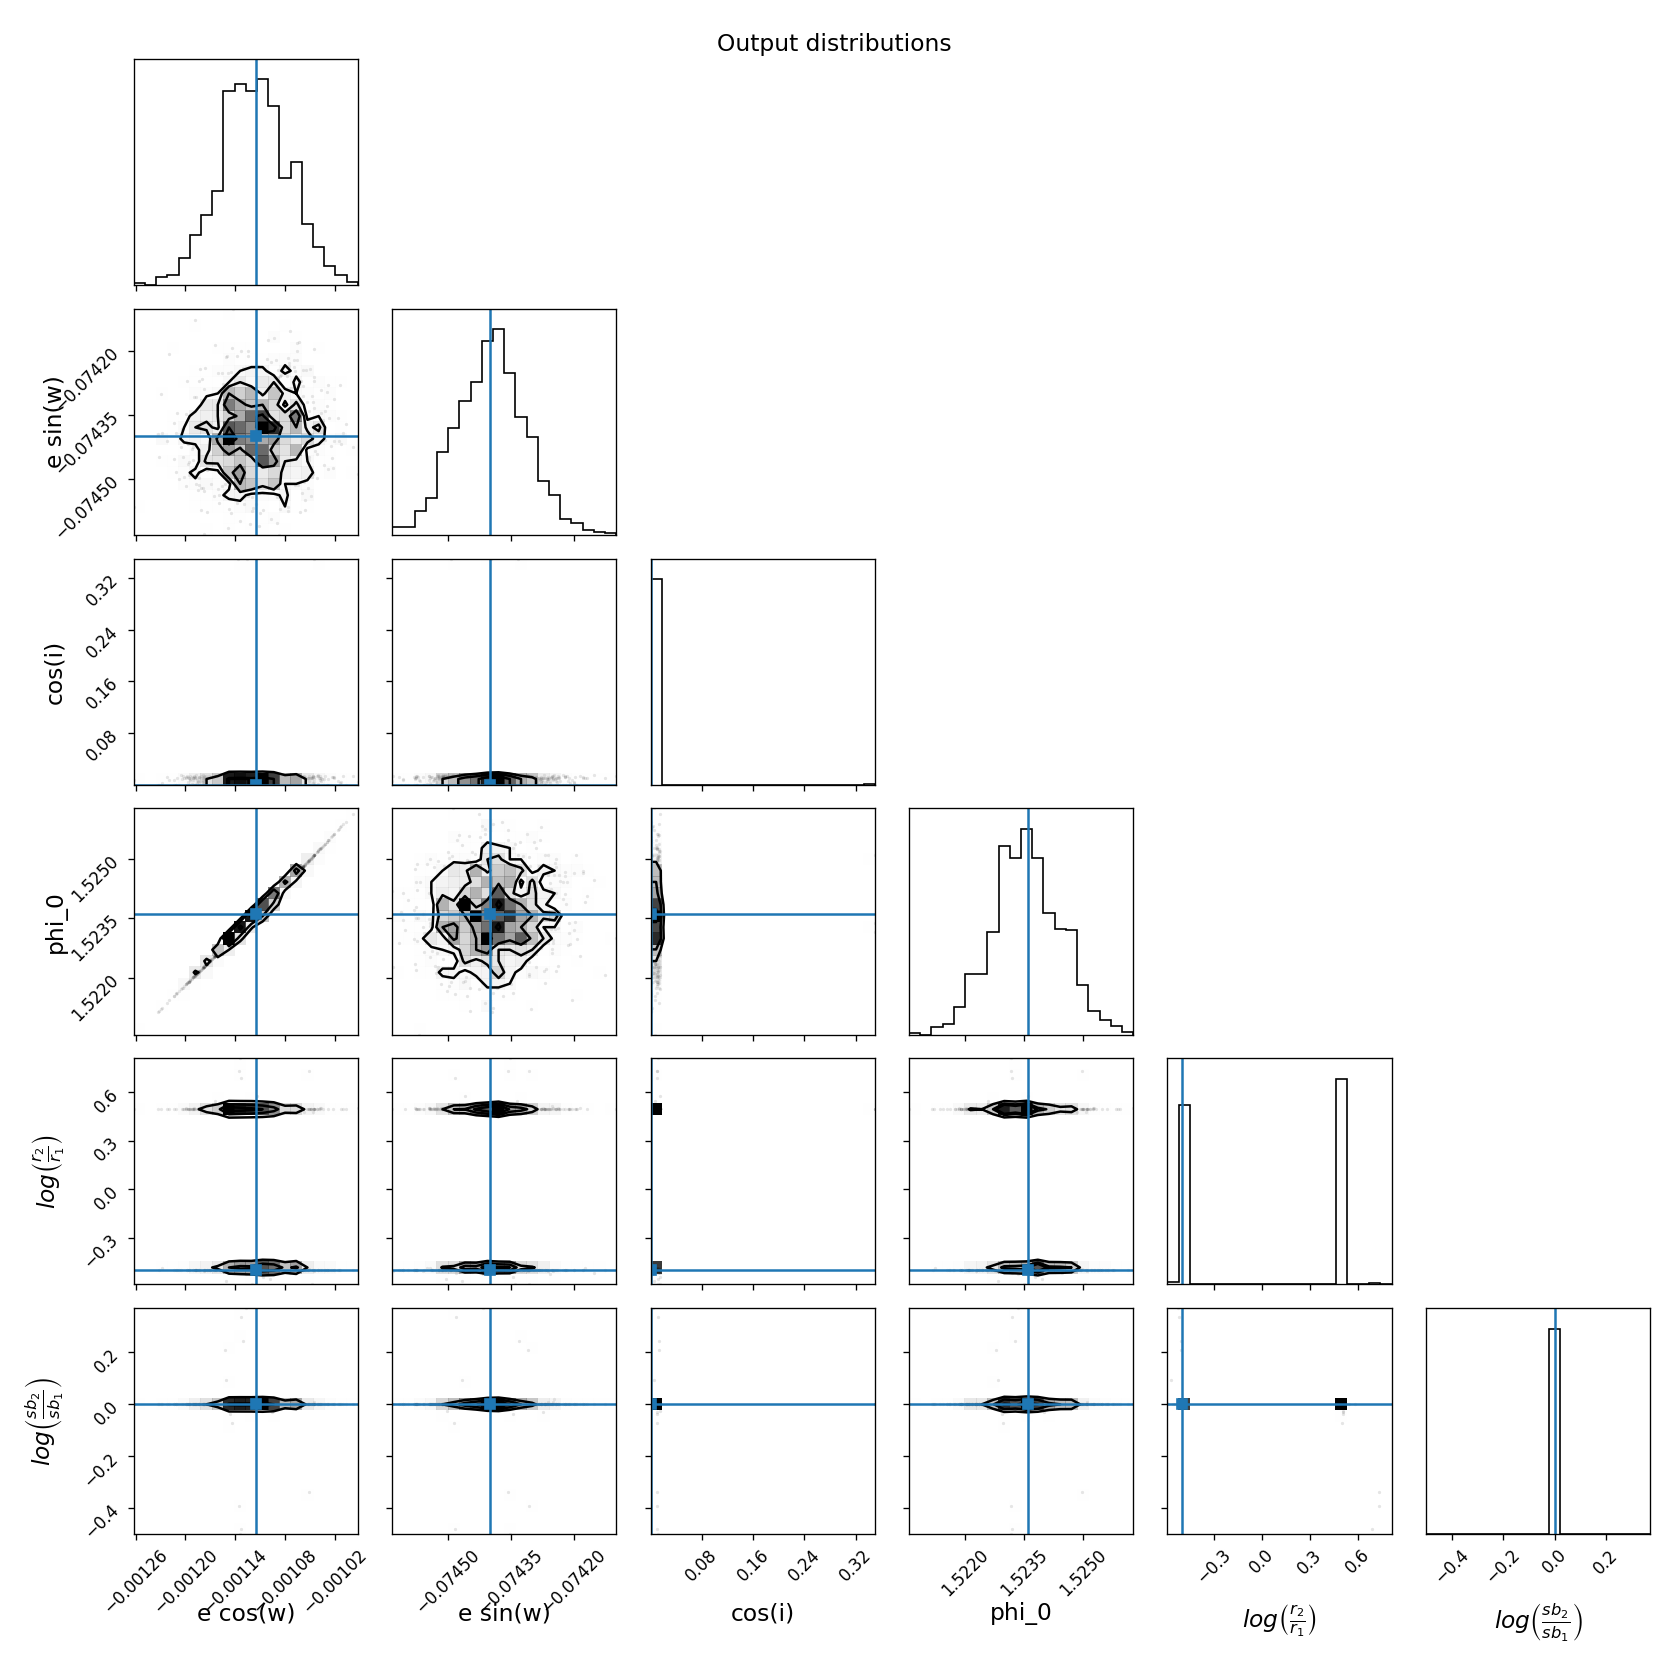 Output distributions
e sin(w)
−0.07420
−0.07435
−0.07450
cos(i)
0.32
0.24
0.16
0.08
phi_0
1.5250
1.5235
1.5220
log(r₂/r₁)
0.6
0.3
0.0
−0.3
log(sb₂/sb₁)
0.2
0.0
−0.2
−0.4
−0.00126 −0.00120 −0.00114 −0.00108 −0.00102
e cos(w)
−0.07450 −0.07435 −0.07420
e sin(w)
0.08 0.16 0.24 0.32
cos(i)
1.5220 1.5235 1.5250
phi_0
−0.3 0.0 0.3 0.6
log(r₂/r₁)
−0.4 −0.2 0.0 0.2
log(sb₂/sb₁)